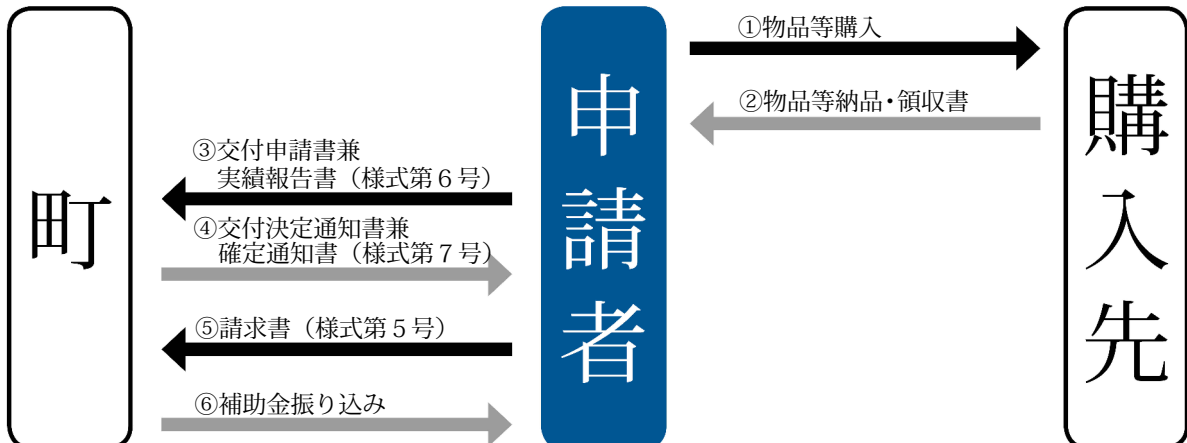 町
申請者
購入先
①物品等購入
②物品等納品・領収書
③交付申請書兼
実績報告書（様式第６号）
④交付決定通知書兼
確定通知書（様式第７号）
⑤請求書（様式第５号）
⑥補助金振り込み